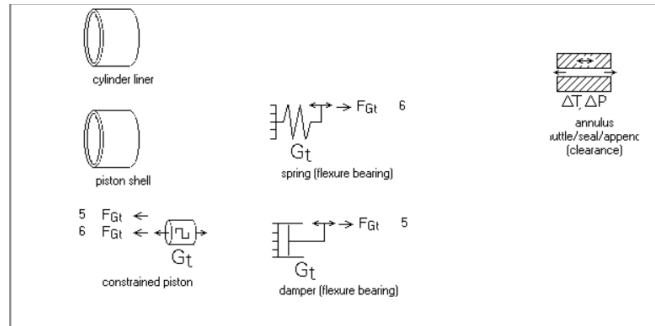 cylinder liner
piston shell
5 FGt
6 FGt
Gt
constrained piston
FGt 6
Gt
spring (flexure bearing)
FGt 5
Gt
damper (flexure bearing)
ΔT, ΔP
annulus
uttle/seal/append
(clearance)